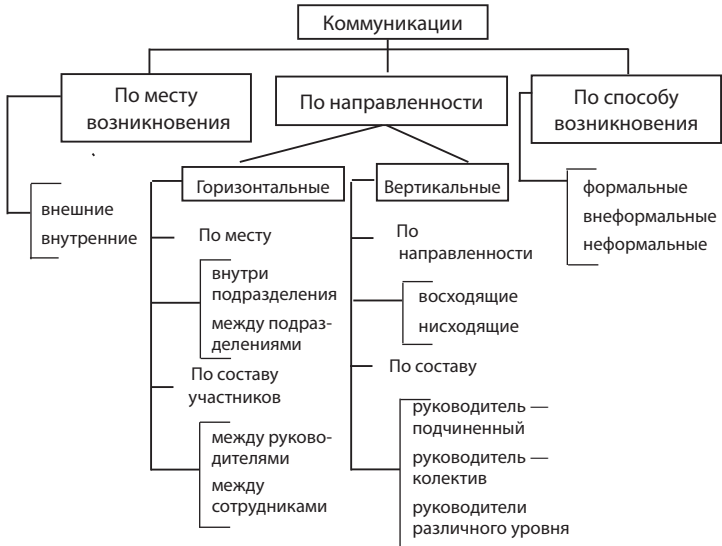 Коммуникации
По месту
возникновения
По направленности
По способу
возникновения
внешние
внутренние
Горизонтальные
По месту
внутри
подразделения
между подраз-
делениями
По составу
участников
между руково-
дителями
между
сотрудниками
Вертикальные
По
направленности
восходящие
нисходящие
По составу
руководитель —
подчиненный
руководитель —
колектив
руководители
различного уровня
формальные
внеформальные
неформальные